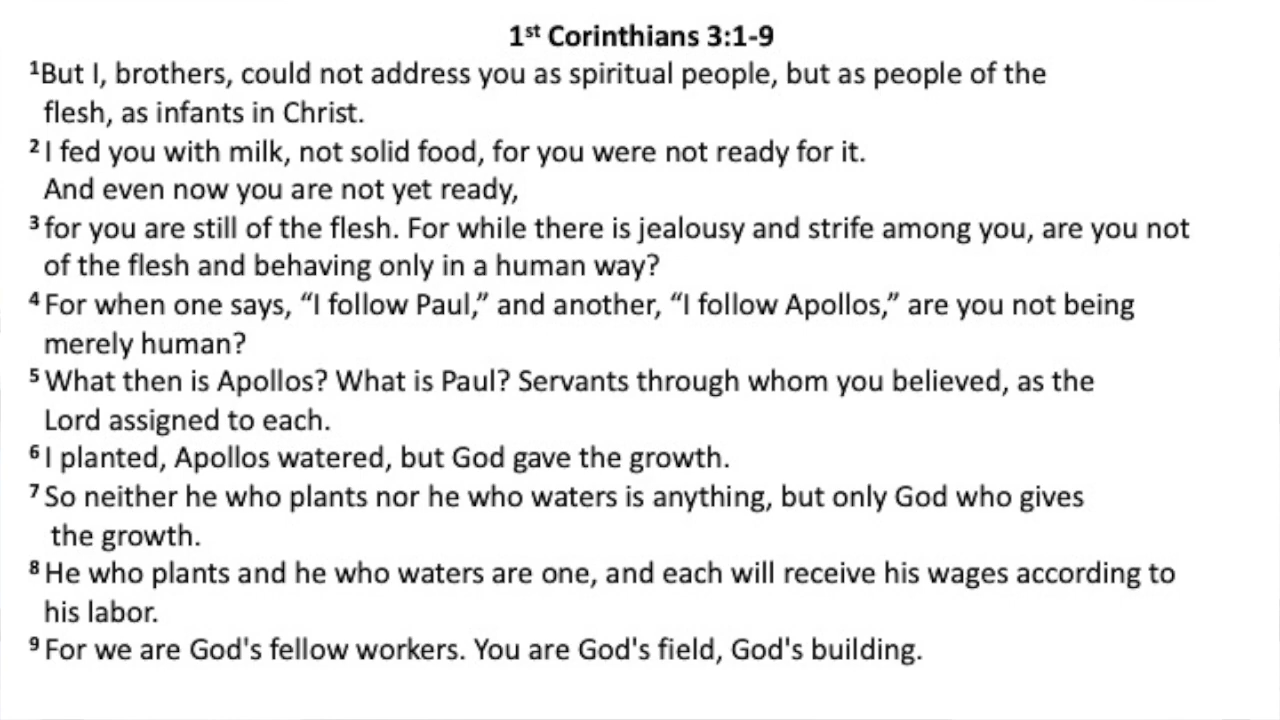 1st Corinthians 3:1-9
1But I, brothers, could not address you as spiritual people, but as people of the
flesh, as infants in Christ.
2 I fed you with milk, not solid food, for you were not ready for it.
And even now you are not yet ready,
3 for you are still of the flesh. For while there is jealousy and strife among you, are you not
of the flesh and behaving only in a human way?
4 For when one says, “I follow Paul,” and another, “I follow Apollos,” are you not being
merely human?
5 What then is Apollos? What is Paul? Servants through whom you believed, as the
Lord assigned to each.
6 I planted, Apollos watered, but God gave the growth.
7 So neither he who plants nor he who waters is anything, but only God who gives
the growth.
8 He who plants and he who waters are one, and each will receive his wages according to
his labor.
9 For we are God's fellow workers. You are God's field, God's building.